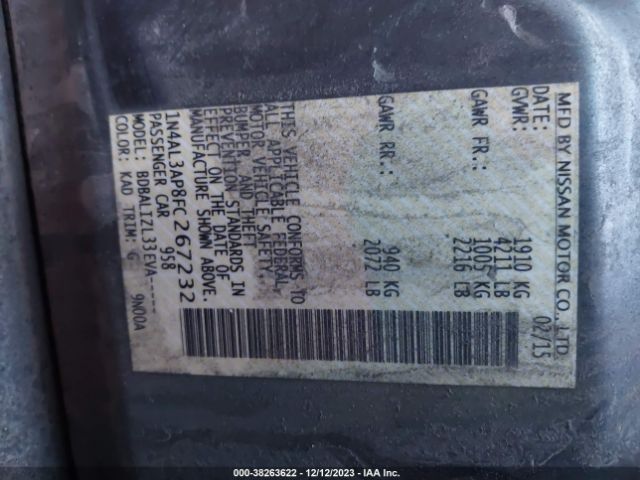 MFD BY NISSAN MOTOR CO., LTD.
DATE: 02/15
GVWR: 1910 KG
4211 LB
GAWR FR.: 1005 KG
2216 LB
GAWR RR.: 940 KG
2072 LB
THIS VEHICLE CONFORMS TO
ALL APPLICABLE FEDERAL
MOTOR VEHICLE SAFETY,
BUMPER, AND THEFT
PREVENTION STANDARDS IN
EFFECT ON THE DATE OF
MANUFACTURE SHOWN ABOVE.
1N4AL3AP8FC267232
PASSENGER CAR 958
MODEL: BDBALIZL33EVA-----
COLOR: KAD TRIM: G 9N00A
000-38263622 - 12/12/2023 - IAA Inc.